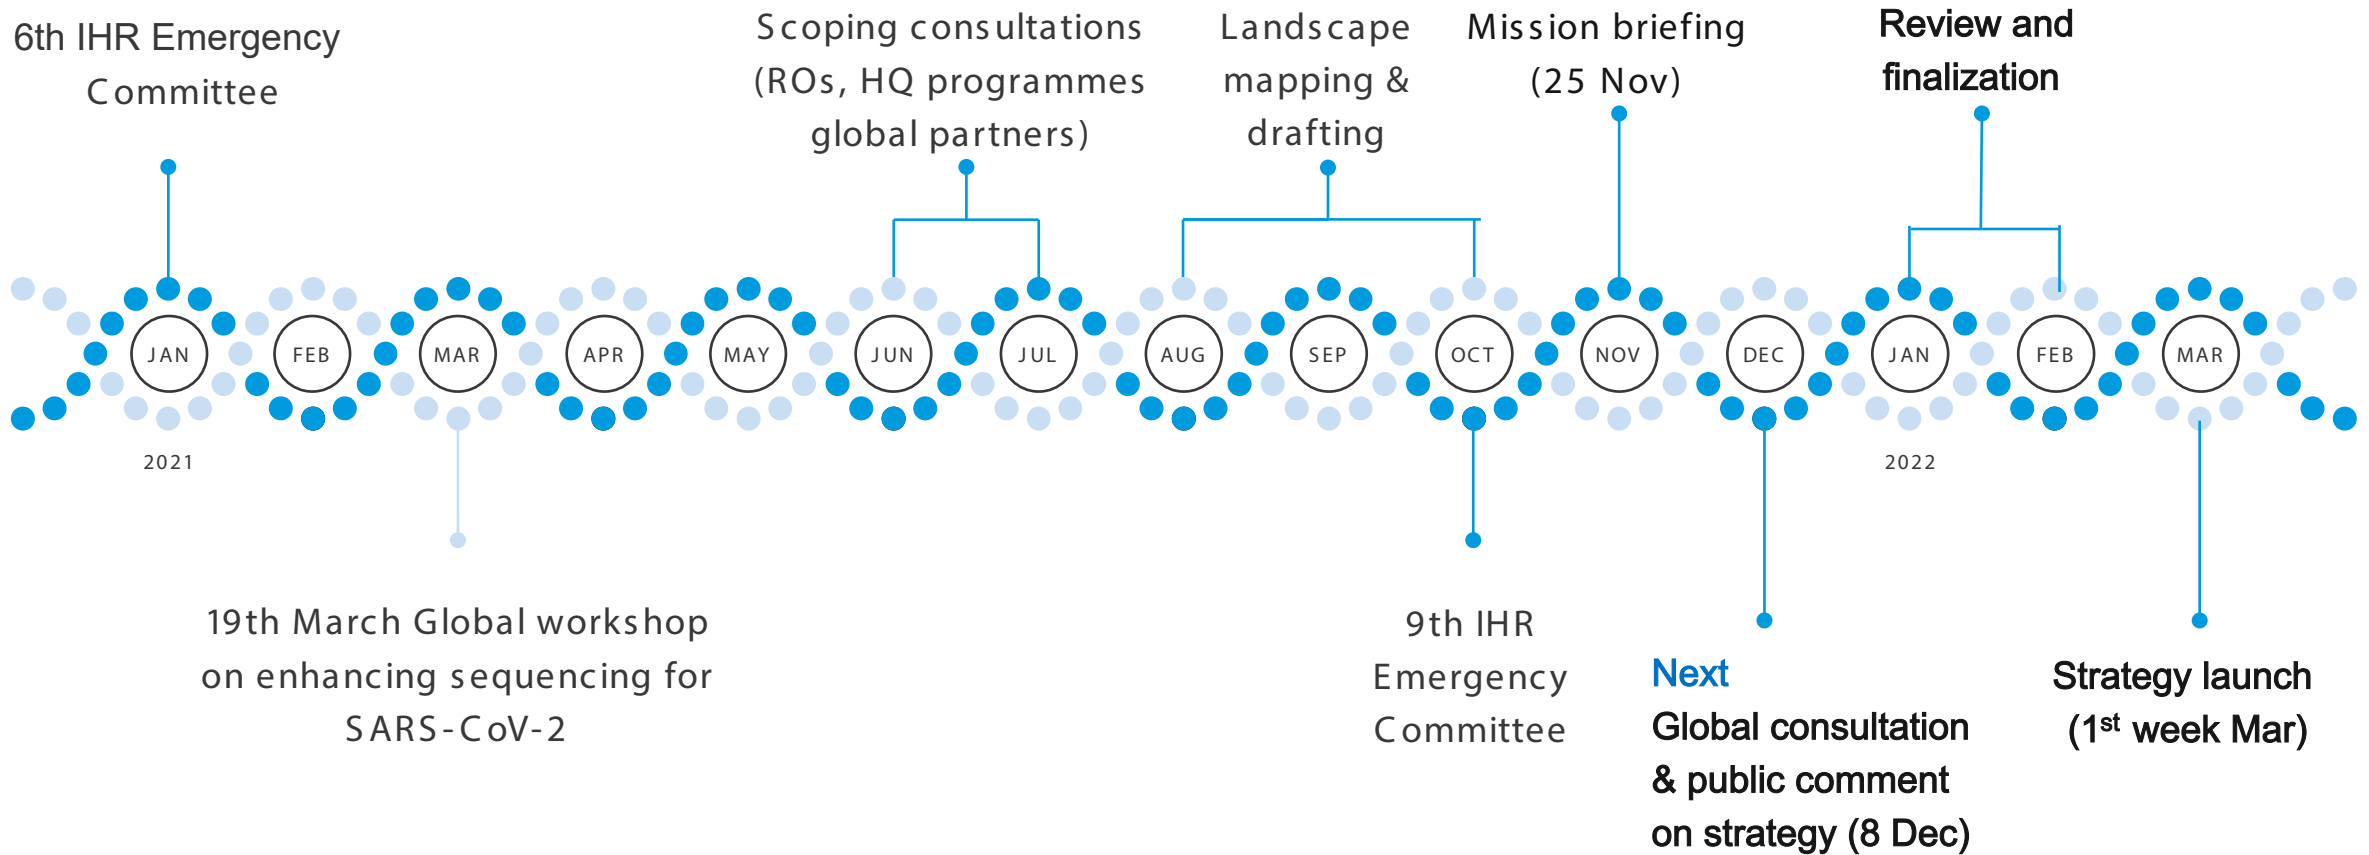 6th IHR Emergency
Committee
Scoping consultations
(ROs, HQ programmes
global partners)
Landscape
mapping &
drafting
Mission briefing
(25 Nov)
Review and
finalization
JAN
FEB
MAR
APR
MAY
JUN
JUL
AUG
SEP
OCT
NOV
DEC
JAN
FEB
MAR
2021
2022
19th March Global workshop
on enhancing sequencing for
SARS-CoV-2
9th IHR
Emergency
Committee
Next
Global consultation
& public comment
on strategy (8 Dec)
Strategy launch
(1st week Mar)